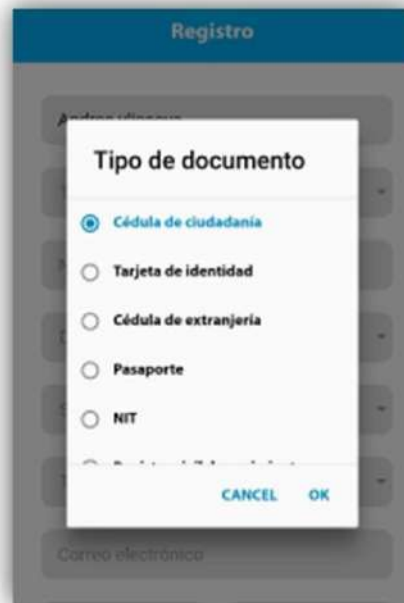 Registro
Tipo de documento
Cédula de ciudadanía
Tarjeta de identidad
Cédula de extranjería
Pasaporte
NIT
CANCEL OK
Correo electrónico